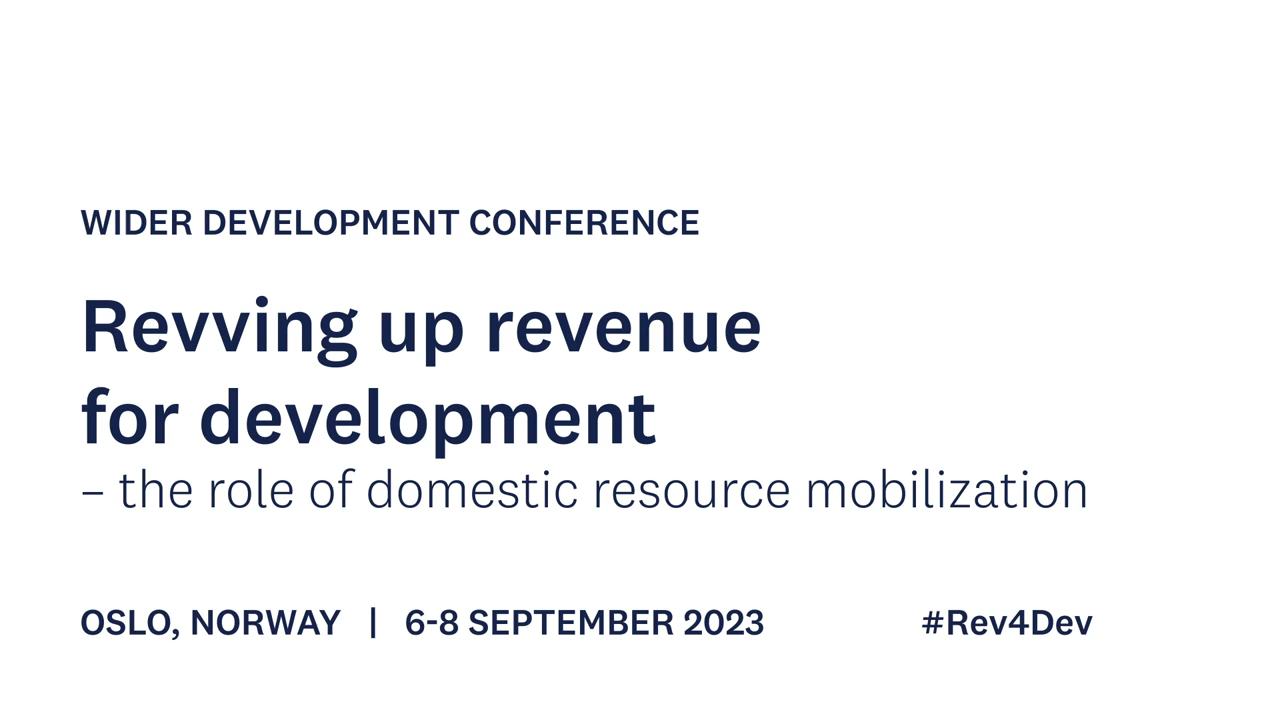 WIDER DEVELOPMENT CONFERENCE
Revving up revenue
for development
– the role of domestic resource mobilization
OSLO, NORWAY | 6-8 SEPTEMBER 2023 #Rev4Dev